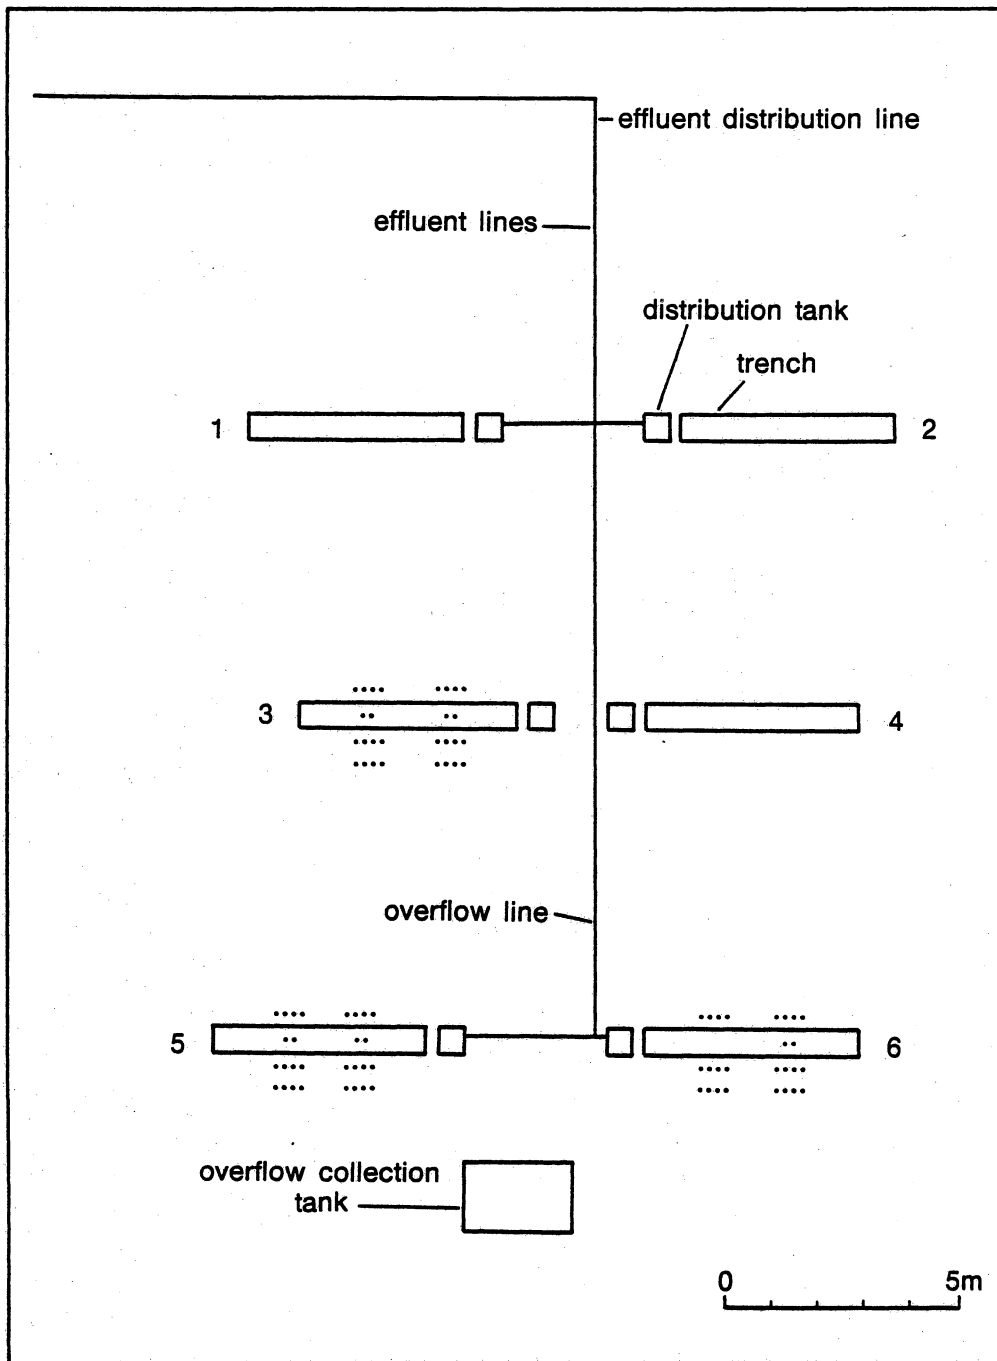 effluent distribution line
effluent lines
distribution tank
trench
1
2
3
4
overflow line
5
6
overflow collection
tank
0 5m